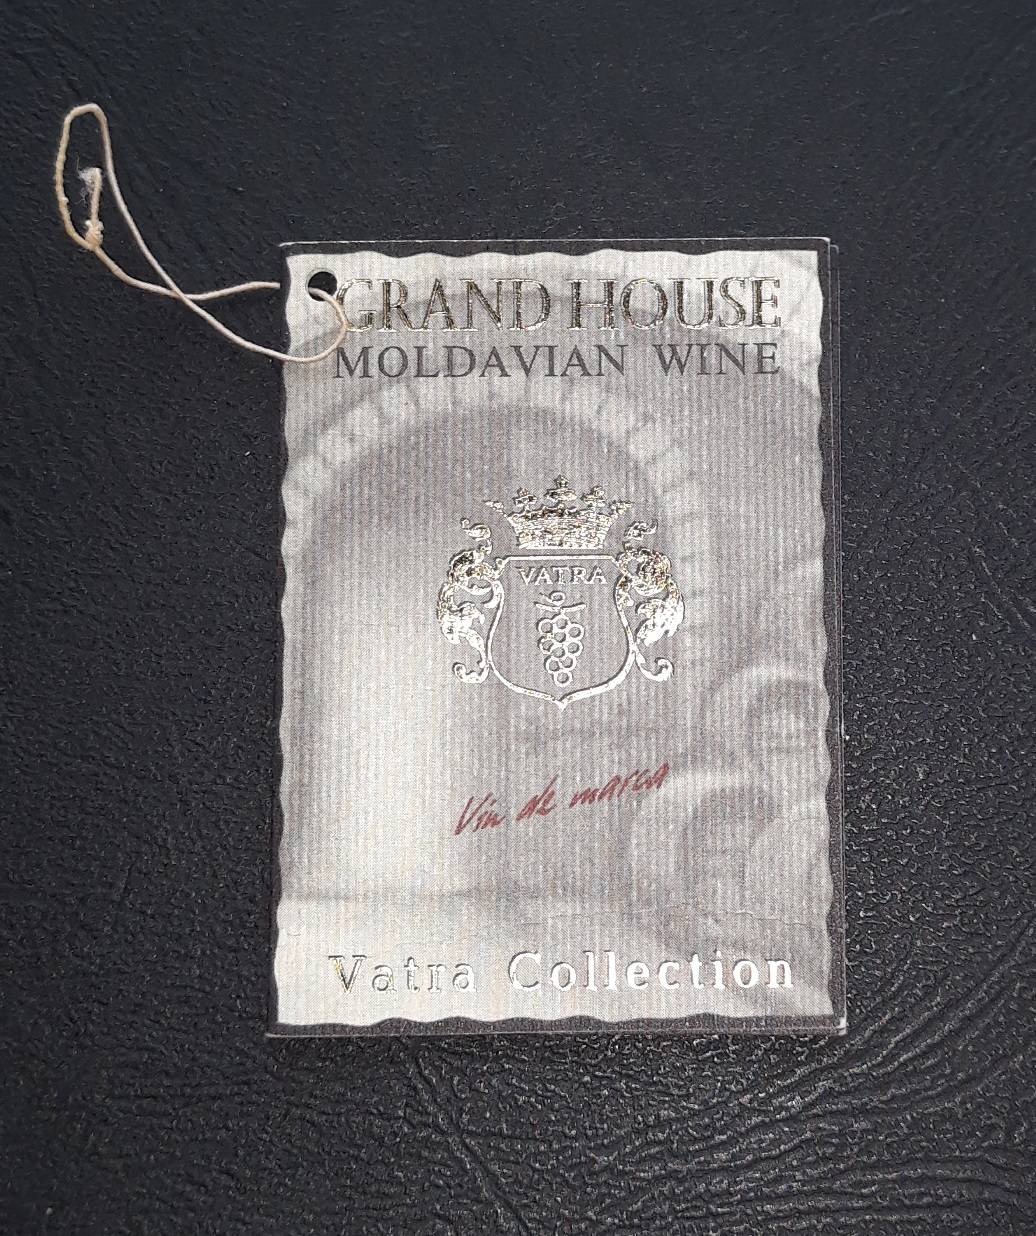 GRAND HOUSE
MOLDAVIAN WINE
VATRA
Vin de marca
Vatra Collection